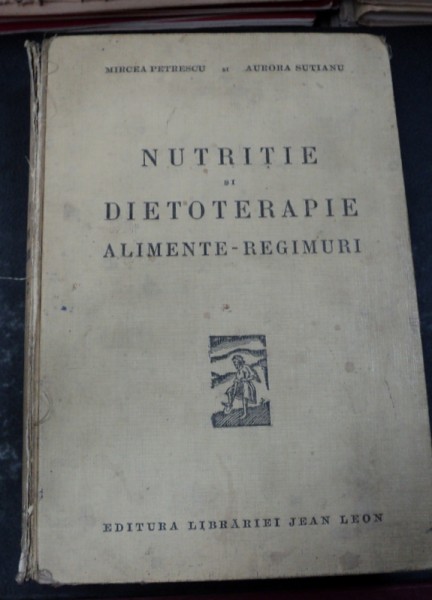 MIRCEA PETRESCU și AURORA SUȚIANU
NUTRIȚIE
și
DIETOTERAPIE
ALIMENTE-REGIMURI
EDITURA LIBRĂRIEI JEAN LEON